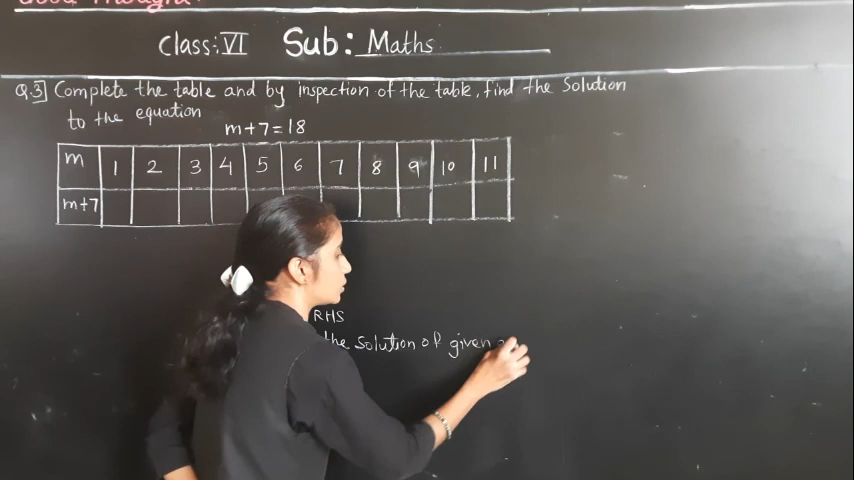 Class: VI Sub: Maths
Q.3] Complete the table and by inspection of the table, find the Solution
to the equation
m+7=18
m 1 2 3 4 5 6 7 8 9 10 11
m+7
RHS
the solution of given